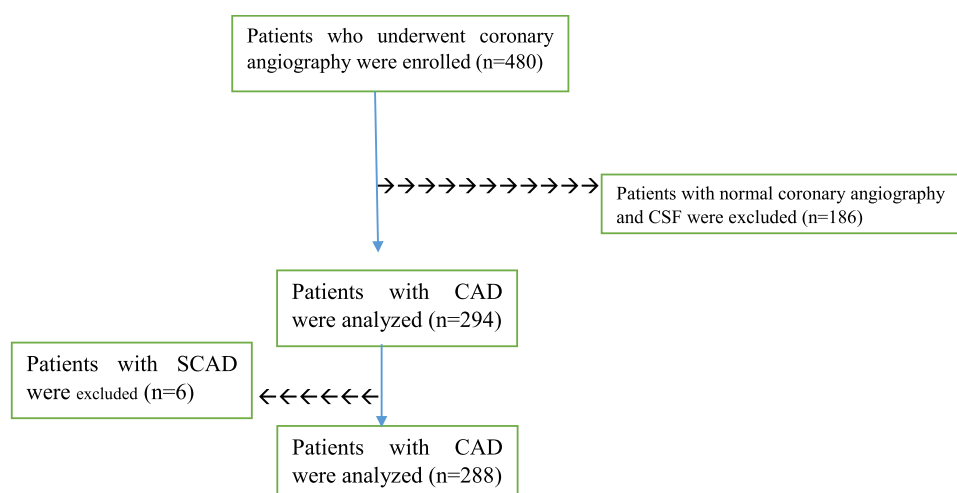 Patients who underwent coronary
angiography were enrolled (n=480)
Patients with normal coronary angiography
and CSF were excluded (n=186)
Patients with CAD
were analyzed (n=294)
Patients with SCAD
were excluded (n=6)
Patients with CAD
were analyzed (n=288)